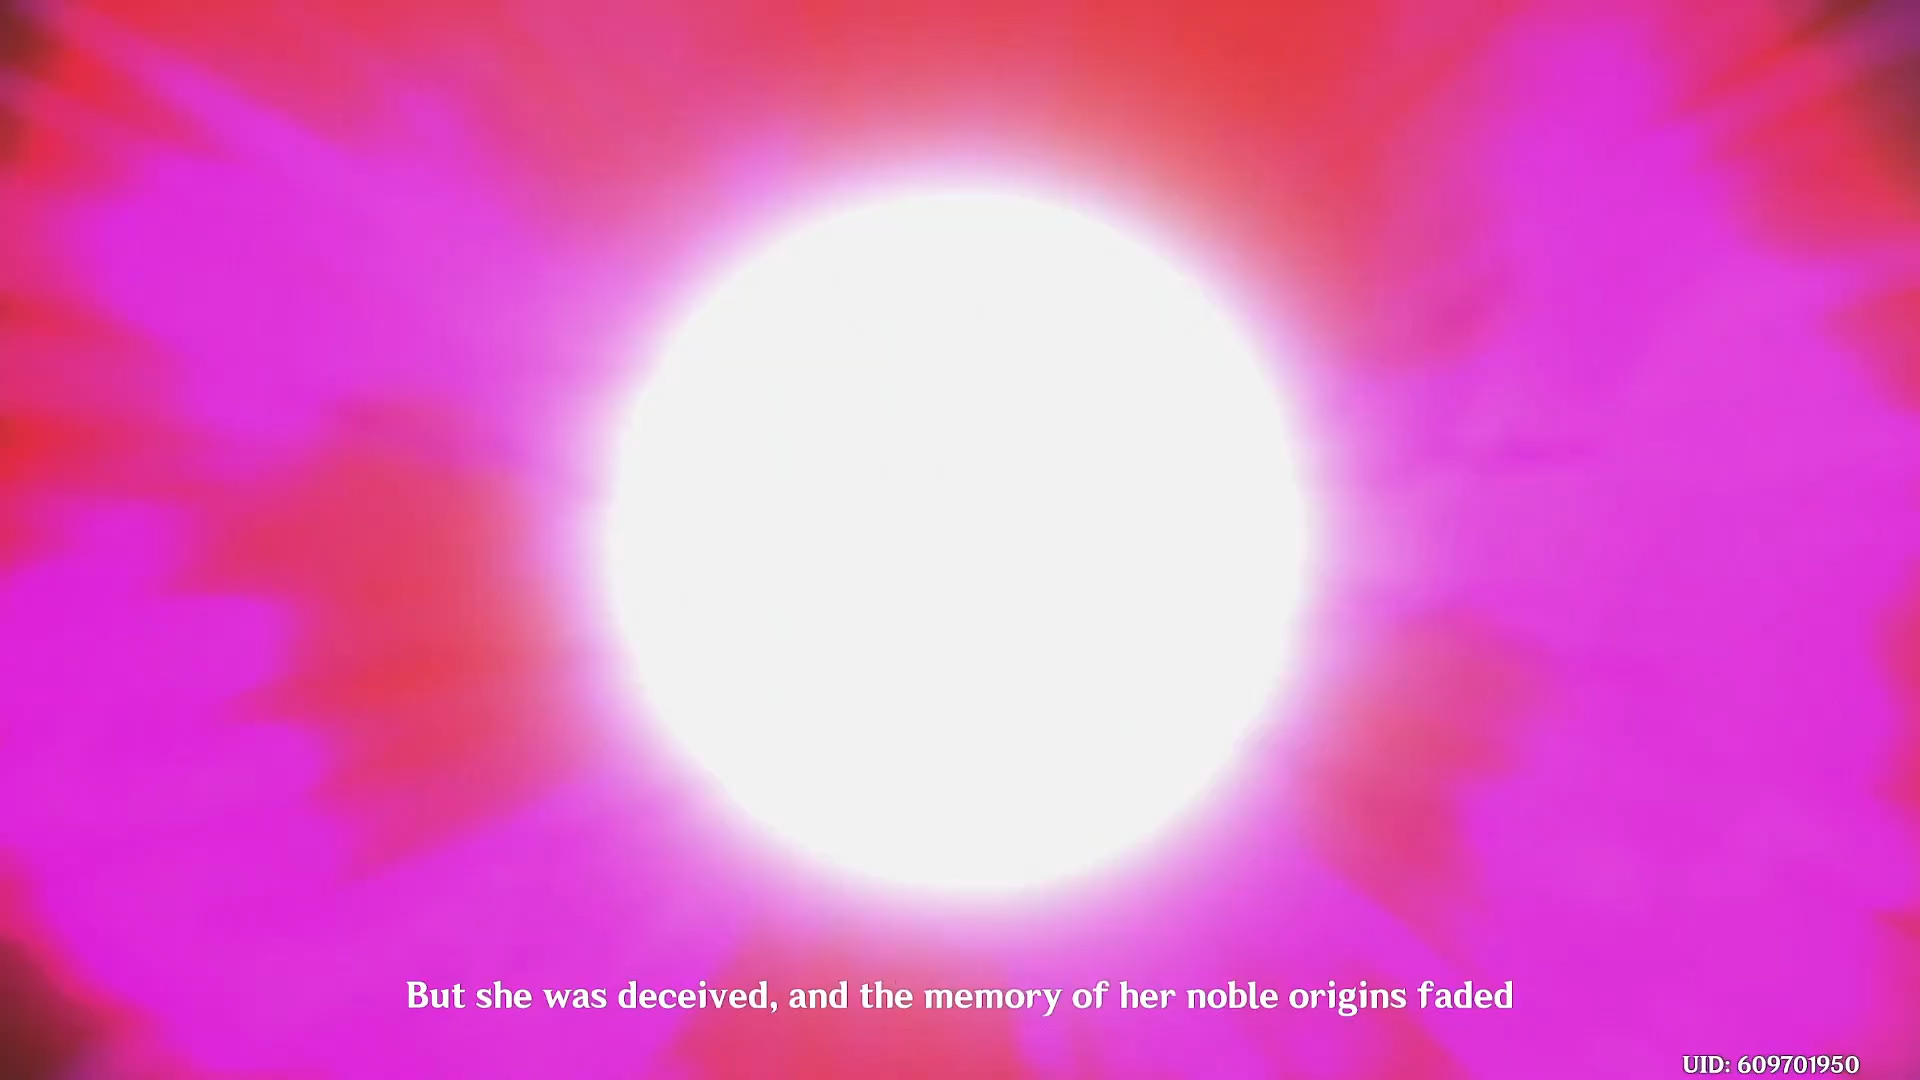 But she was deceived, and the memory of her noble origins faded
UID: 609701950